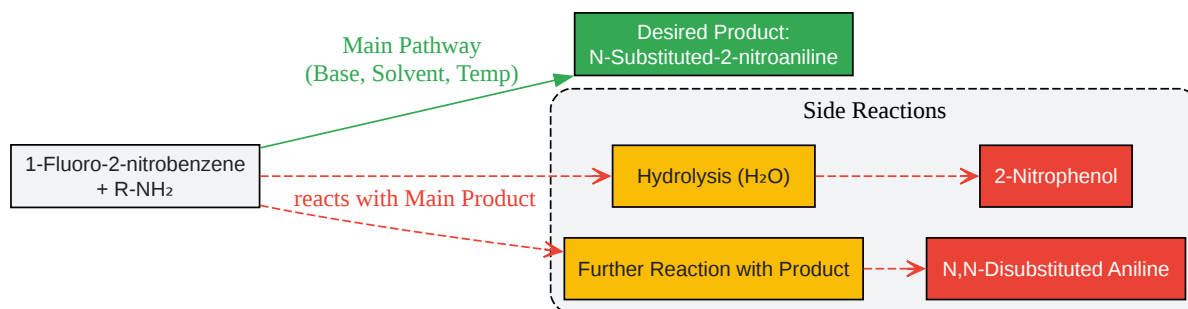 Desired Product:
N-Substituted-2-nitroaniline
Main Pathway
(Base, Solvent, Temp)
Side Reactions
1-Fluoro-2-nitrobenzene
+ R-NH₂
Hydrolysis (H₂O)
2-Nitrophenol
reacts with Main Product
Further Reaction with Product
N,N-Disubstituted Aniline